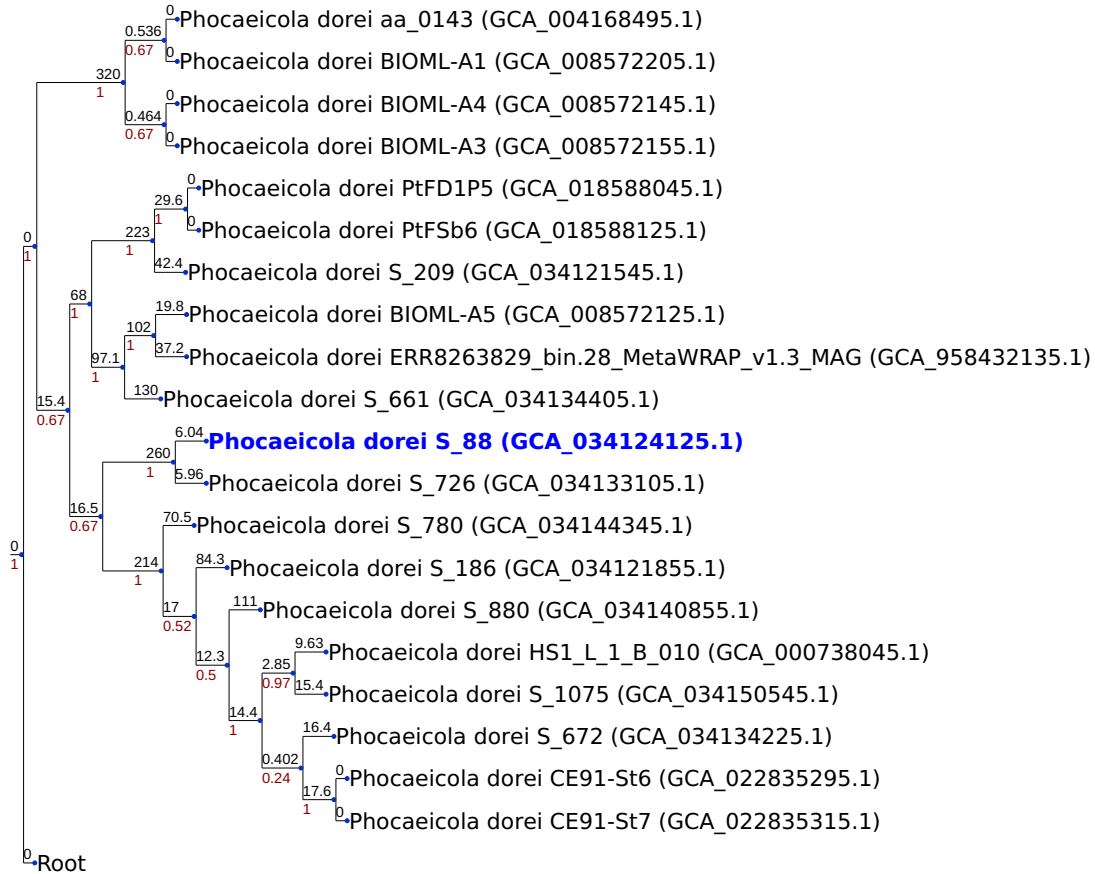 0
Phocaeicola dorei aa_0143 (GCA_004168495.1)
0.536
0.67
0
Phocaeicola dorei BIOML-A1 (GCA_008572205.1)
320
1
0
Phocaeicola dorei BIOML-A4 (GCA_008572145.1)
0.464
0.67
0
Phocaeicola dorei BIOML-A3 (GCA_008572155.1)
0
Phocaeicola dorei PtFD1P5 (GCA_018588045.1)
29.6
1
0
Phocaeicola dorei PtFSb6 (GCA_018588125.1)
223
1
0
1
42.4
Phocaeicola dorei S_209 (GCA_034121545.1)
68
1
19.8
Phocaeicola dorei BIOML-A5 (GCA_008572125.1)
102
1
37.2
Phocaeicola dorei ERR8263829_bin.28_MetaWRAP_v1.3_MAG (GCA_958432135.1)
97.1
1
130
Phocaeicola dorei S_661 (GCA_034134405.1)
15.4
0.67
6.04
Phocaeicola dorei S_88 (GCA_034124125.1)
260
1
5.96
Phocaeicola dorei S_726 (GCA_034133105.1)
16.5
0.67
70.5
Phocaeicola dorei S_780 (GCA_034144345.1)
0
1
214
1
84.3
Phocaeicola dorei S_186 (GCA_034121855.1)
17
0.52
111
Phocaeicola dorei S_880 (GCA_034140855.1)
12.3
0.5
9.63
Phocaeicola dorei HS1_L_1_B_010 (GCA_000738045.1)
2.85
0.97
15.4
Phocaeicola dorei S_1075 (GCA_034150545.1)
14.4
1
16.4
Phocaeicola dorei S_672 (GCA_034134225.1)
0.402
0.24
0
Phocaeicola dorei CE91-St6 (GCA_022835295.1)
17.6
1
0
Phocaeicola dorei CE91-St7 (GCA_022835315.1)
0
Root